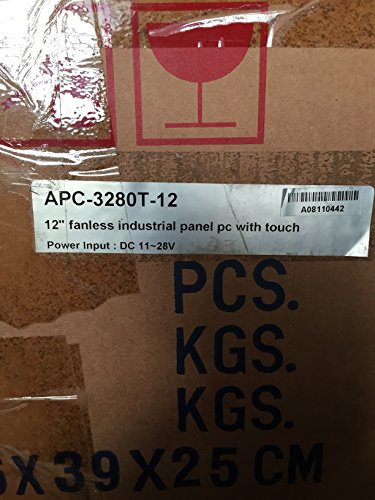 APC-3280T-12
12" fanless industrial panel pc with touch
Power Input : DC 11~28V
A08110442
PCS.
KGS.
KGS.
X39X25CM